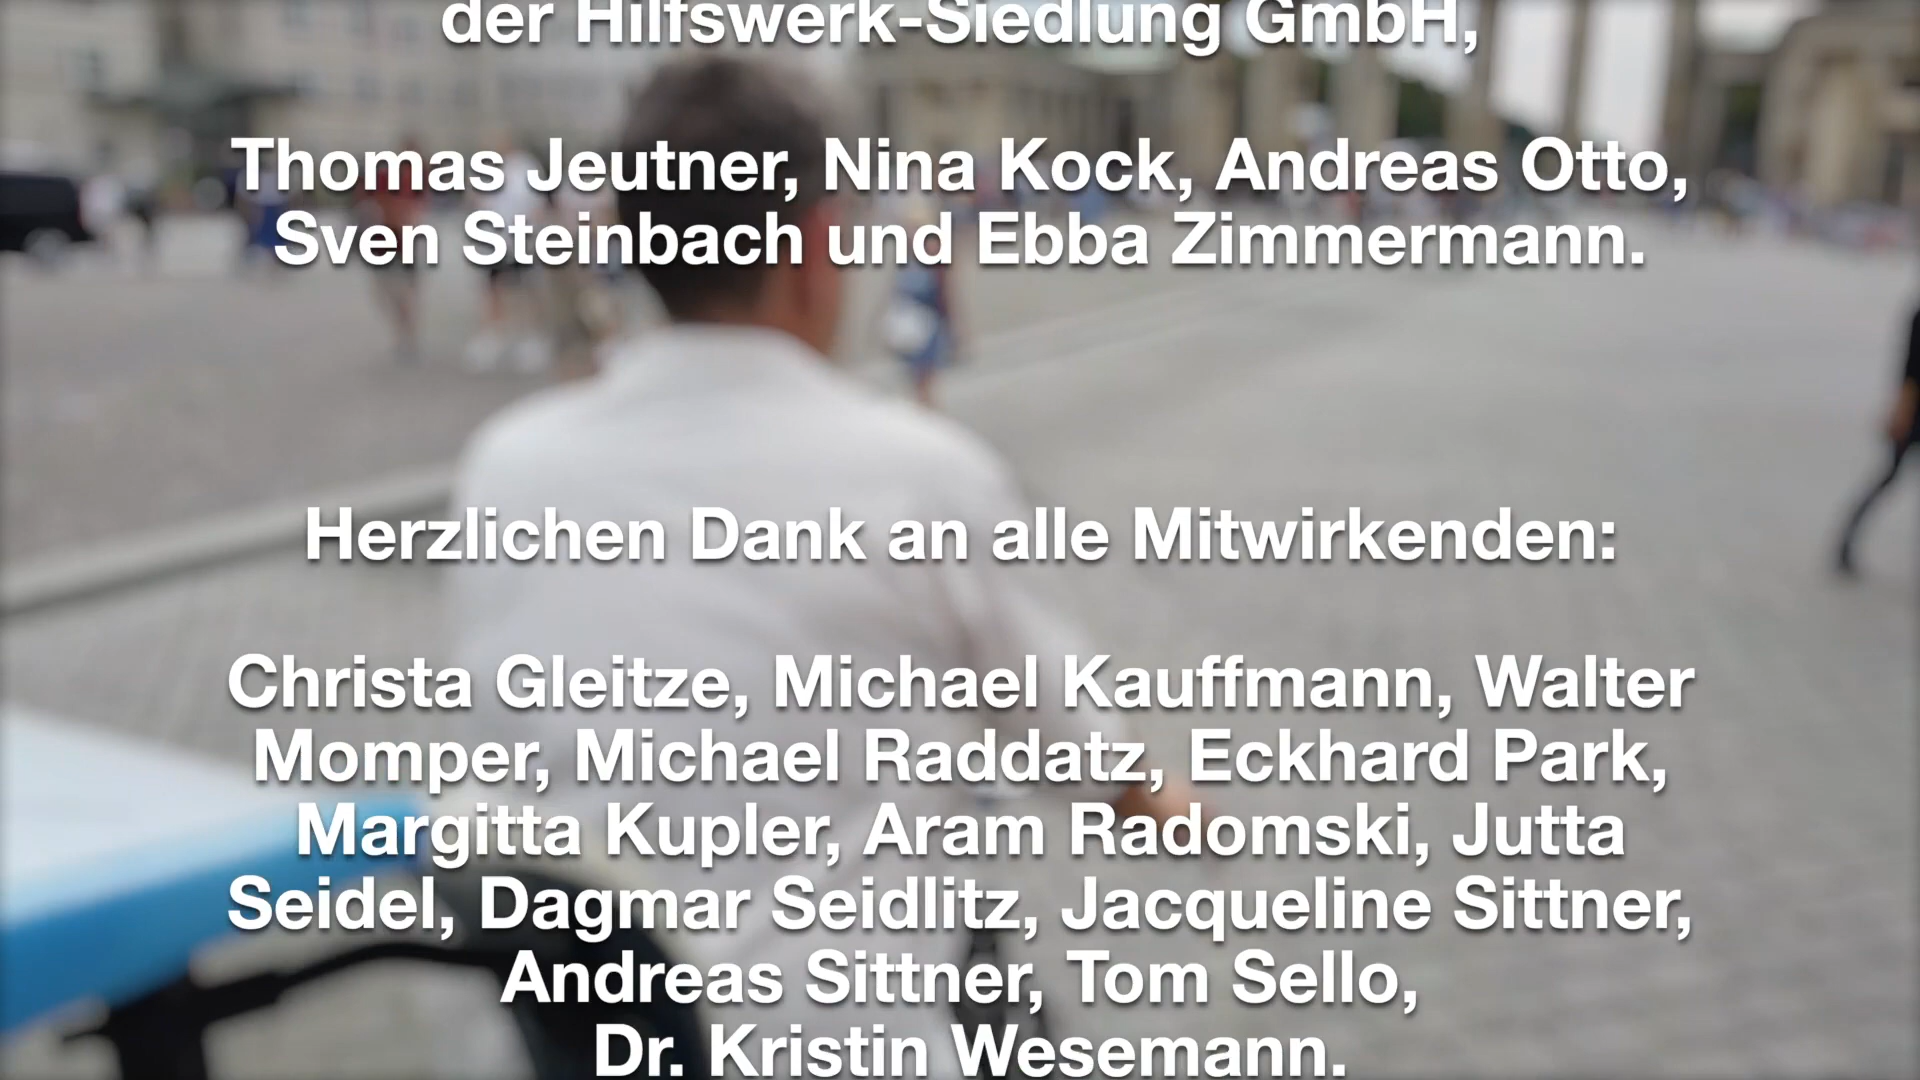 der Hilfswerk-Siedlung GmbH,
Thomas Jeutner, Nina Kock, Andreas Otto,
Sven Steinbach und Ebba Zimmermann.
Herzlichen Dank an alle Mitwirkenden:
Christa Gleitze, Michael Kauffmann, Walter
Momper, Michael Raddatz, Eckhard Park,
Margitta Kupler, Aram Radomski, Jutta
Seidel, Dagmar Seidlitz, Jacqueline Sittner,
Andreas Sittner, Tom Sello,
Dr. Kristin Wesemann.